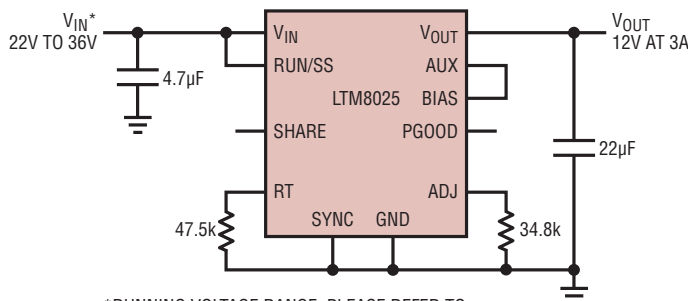 VIN*
22V TO 36V
4.7µF
VIN
RUN/SS
SHARE
RT
47.5k
LTM8025
SYNC GND
VOUT
AUX
BIAS
PGOOD
ADJ
34.8k
VOUT
12V AT 3A
22µF
*RUNNING VOLTAGE RANGE. PLEASE REFER TO